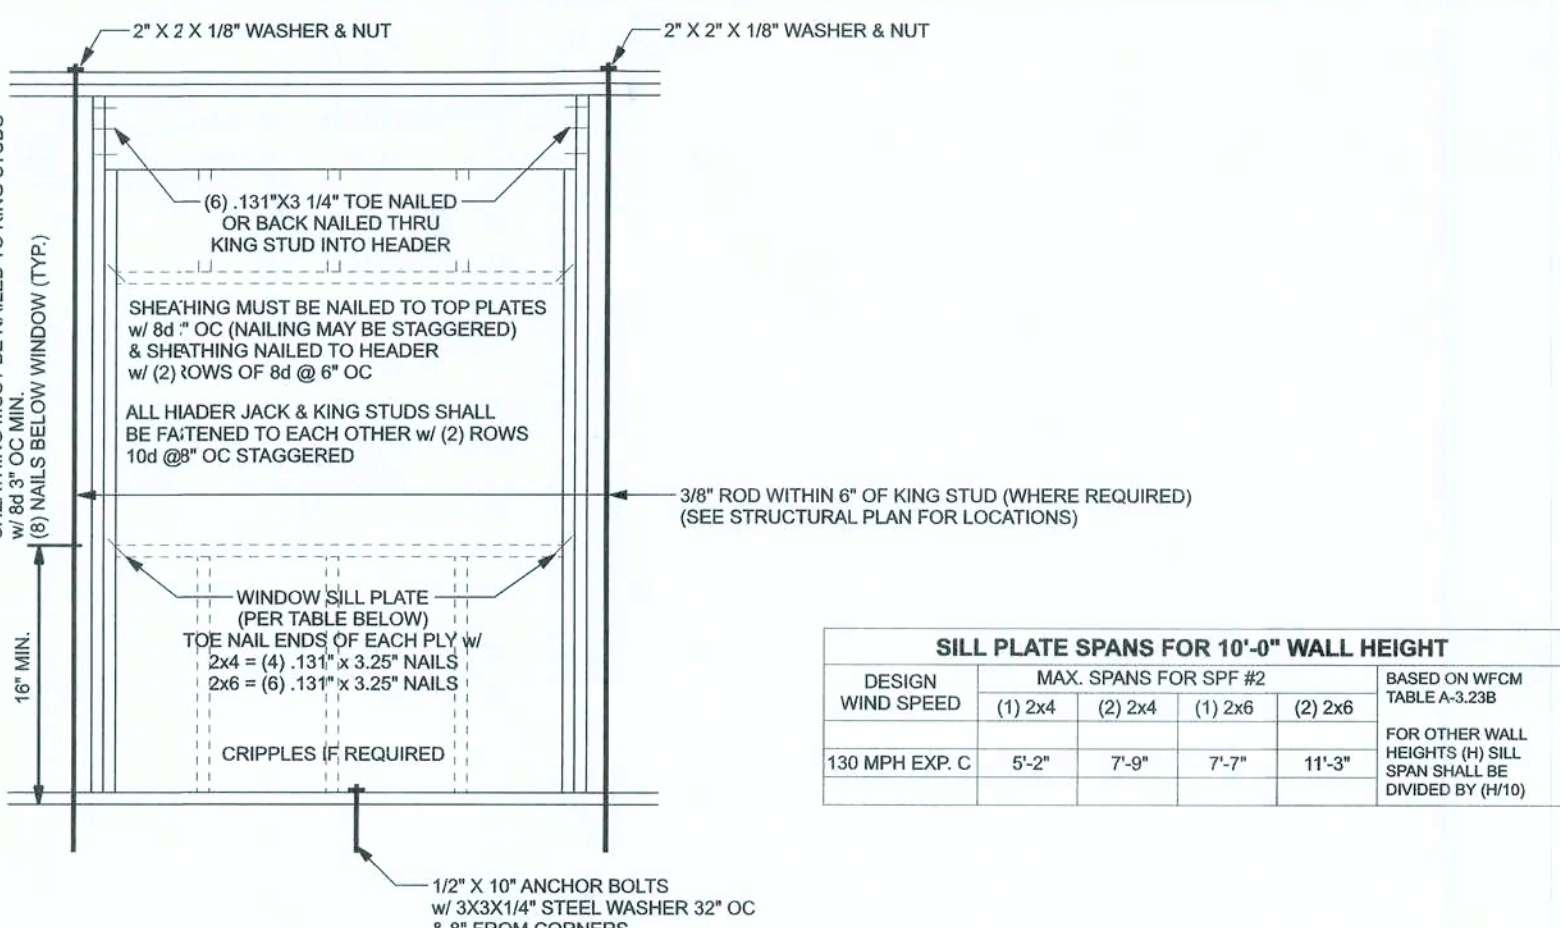 2" X 2 X 1/8" WASHER & NUT
2" X 2" X 1/8" WASHER & NUT
(6) .131"X3 1/4" TOE NAILED
OR BACK NAILED THRU
KING STUD INTO HEADER
w/ 8d 3" OC MIN.
(8) NAILS BELOW WINDOW (TYP.)
SHEATHING MUST BE NAILED TO TOP PLATES
w/ 8d " OC (NAILING MAY BE STAGGERED)
& SHEATHING NAILED TO HEADER
w/ (2) ROWS OF 8d @ 6" OC
ALL HEADER JACK & KING STUDS SHALL
BE FASTENED TO EACH OTHER w/ (2) ROWS
10d @8" OC STAGGERED
3/8" ROD WITHIN 6" OF KING STUD (WHERE REQUIRED)
(SEE STRUCTURAL PLAN FOR LOCATIONS)
16" MIN.
WINDOW SILL PLATE
(PER TABLE BELOW)
TOE NAIL ENDS OF EACH PLY w/
2x4 = (4) .131" x 3.25" NAILS
2x6 = (6) .131" x 3.25" NAILS
CRIPPLES IF REQUIRED
1/2" X 10" ANCHOR BOLTS
w/ 3X3X1/4" STEEL WASHER 32" OC
& 8" FROM CORNERS
SILL PLATE SPANS FOR 10'-0" WALL HEIGHT
DESIGN
WIND SPEED
MAX. SPANS FOR SPF #2
(1) 2x4 (2) 2x4 (1) 2x6 (2) 2x6
130 MPH EXP. C 5'-2" 7'-9" 7'-7" 11'-3"
BASED ON WFCM
TABLE A-3.23B
FOR OTHER WALL
HEIGHTS (H) SILL
SPAN SHALL BE
DIVIDED BY (H/10)